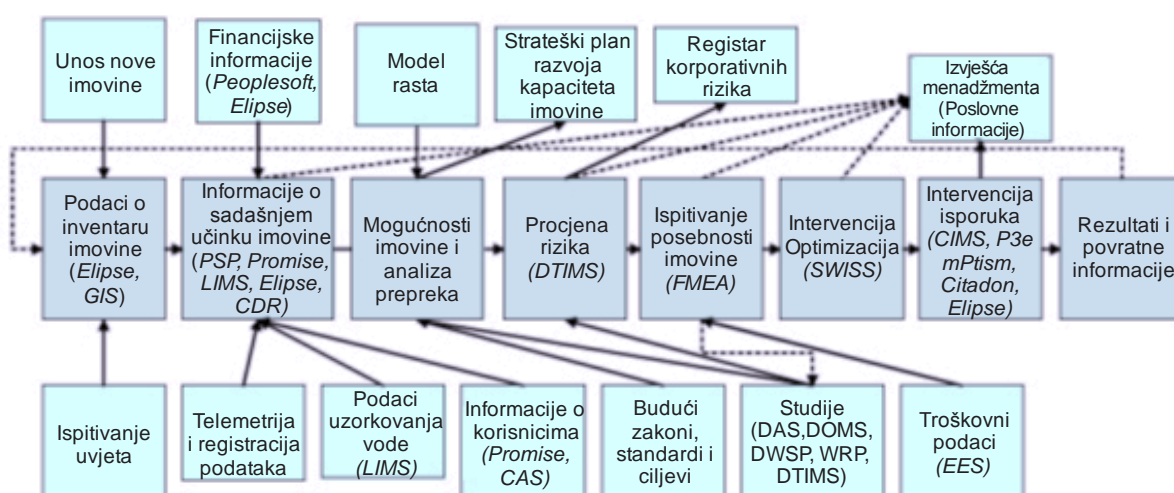 Unos nove
imovine
Financijske
informacije
(Peoplesoft,
Elipse)
Model
rasta
Strateški plan
razvoja
kapaciteta
imovine
Registar
korporativnih
rizika
Izvješća
menadžmenta
(Poslovne
informacije)
Podaci o
inventaru
imovine
(Elipse,
GIS)
Informacije o
sadašnjem
učinku imovine
(PSP, Promise,
LIMS, Elipse,
CDR)
Mogućnosti
imovine i
analiza
prepreka
Procjena
rizika
(DTIMS)
Ispitivanje
posebnosti
imovine
(FMEA)
Intervencija
Optimizacija
(SWISS)
Intervencija
isporuka
(CIMS, P3e
mPtism,
Citadon,
Elipse)
Rezultati i
povratne
informacije
Ispitivanje
uvjeta
Telemetrija
i registracija
podataka
Podaci
uzorkovanja
vode
(LIMS)
Informacije o
korisnicima
(Promise,
CAS)
Budući
zakoni,
standardi i
ciljevi
Studije
(DAS,DOMS,
DWSP, WRP,
DTIMS)
Troškovni
podaci
(EES)